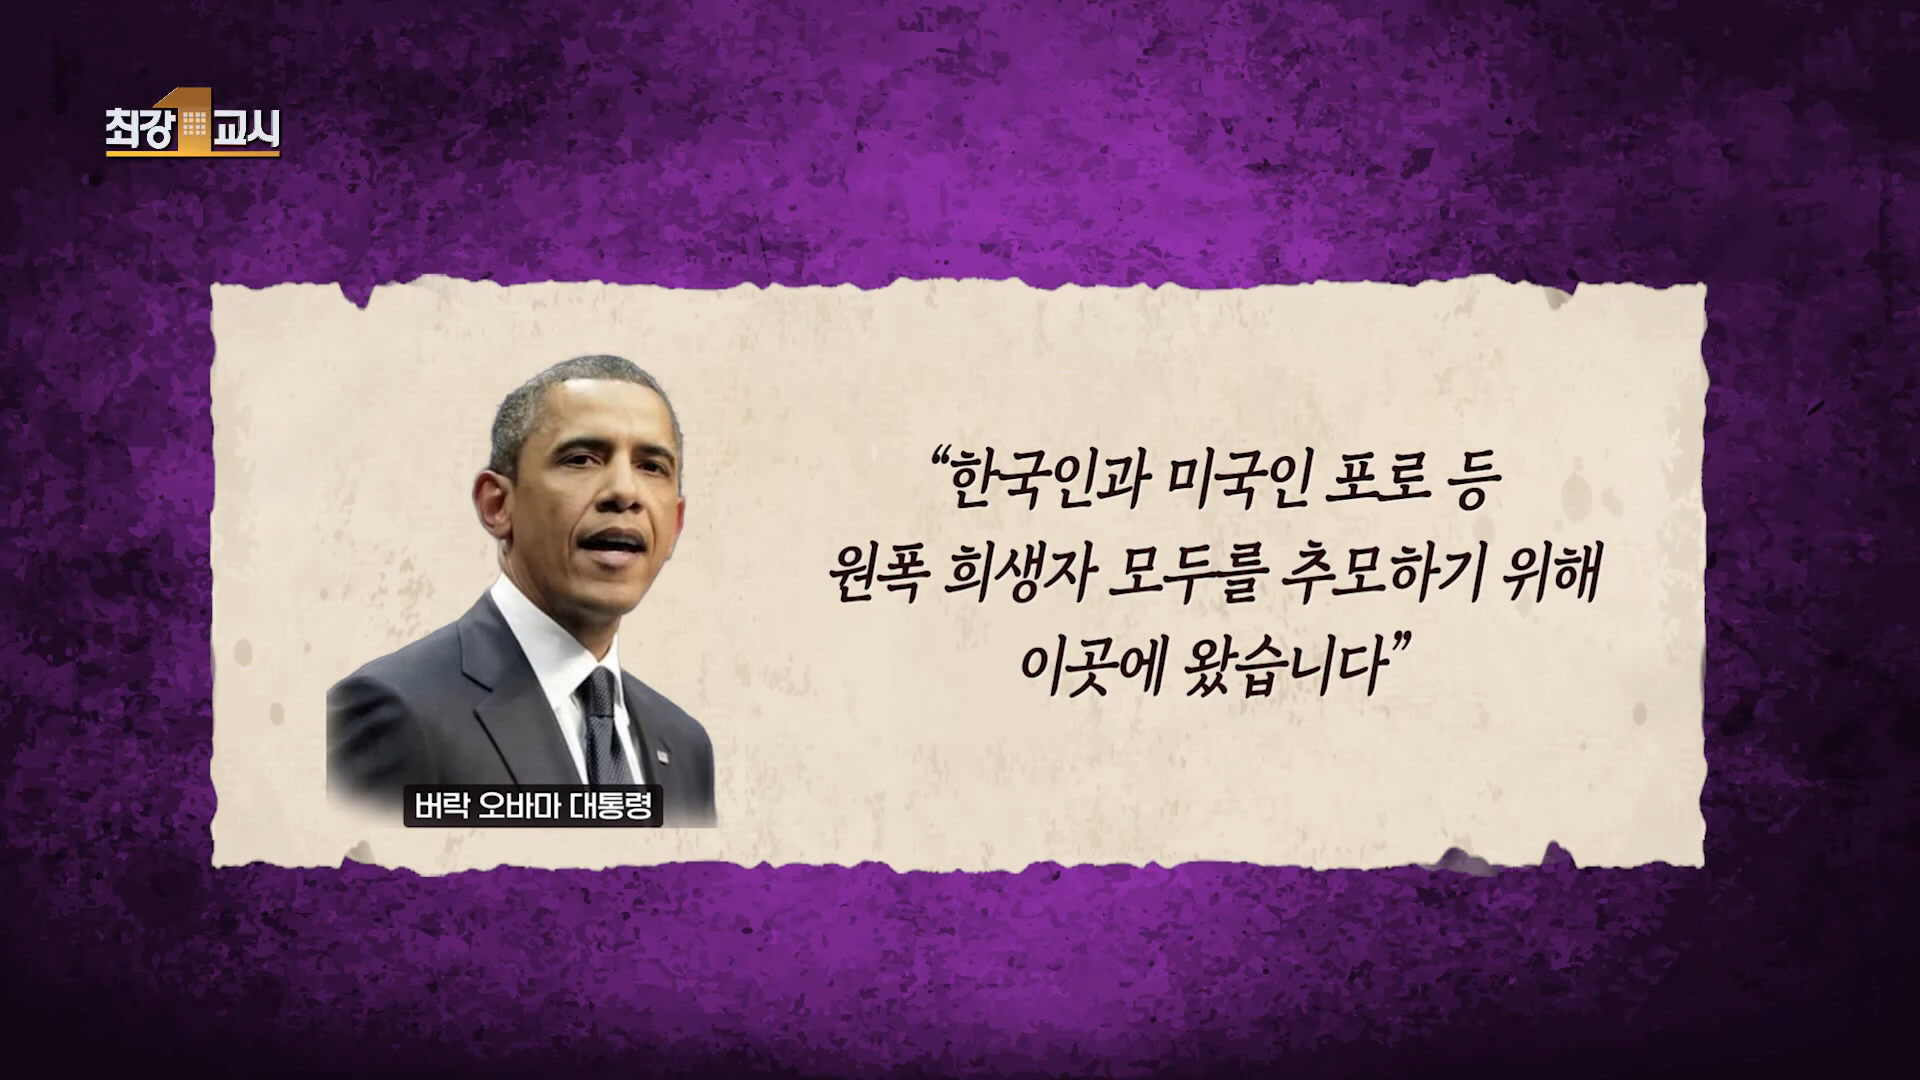 최강1교시
“한국인과 미국인 포로 등
원폭 희생자 모두를 추모하기 위해
이곳에 왔습니다”
버락 오바마 대통령